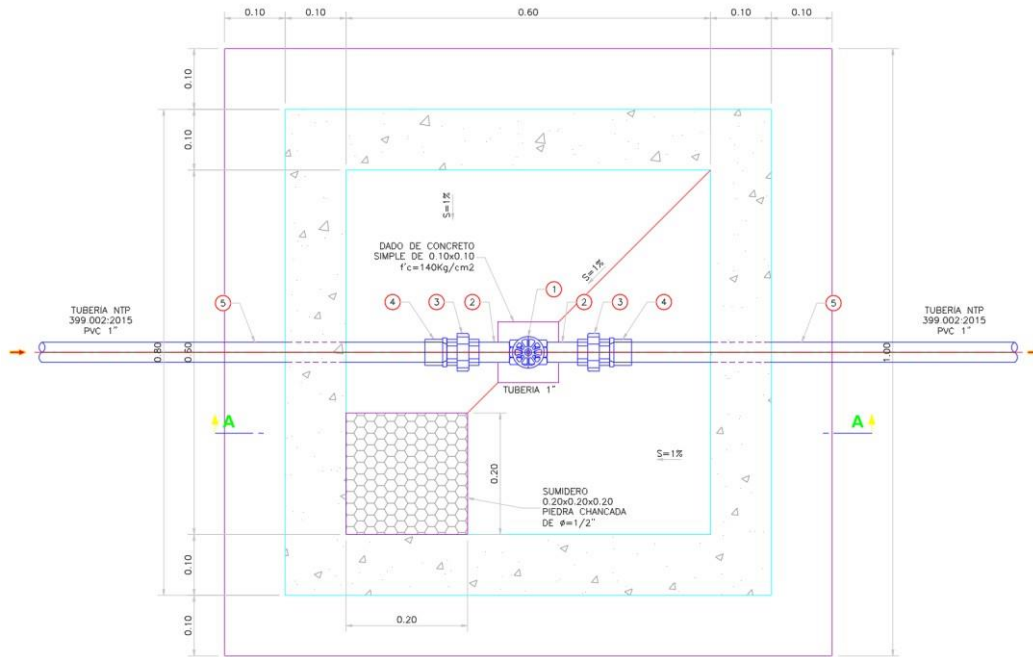 0.10
0.10
0.60
0.10
0.10
0.10
0.10
S=1%
DADO DE CONCRETO
SIMPLE DE 0.10x0.10
f'c=140Kg/cm2
S=1%
1
5
4
3
2
2
3
4
5
TUBERIA NTP
399 002:2015
PVC 1"
TUBERIA NTP
399 002:2015
PVC 1"
0.80
0.60
1.00
TUBERIA 1"
A
A
0.20
S=1%
SUMIDERO
0.20x0.20x0.20
PIEDRA CHANCADA
DE ø=1/2"
0.10
0.20
0.10